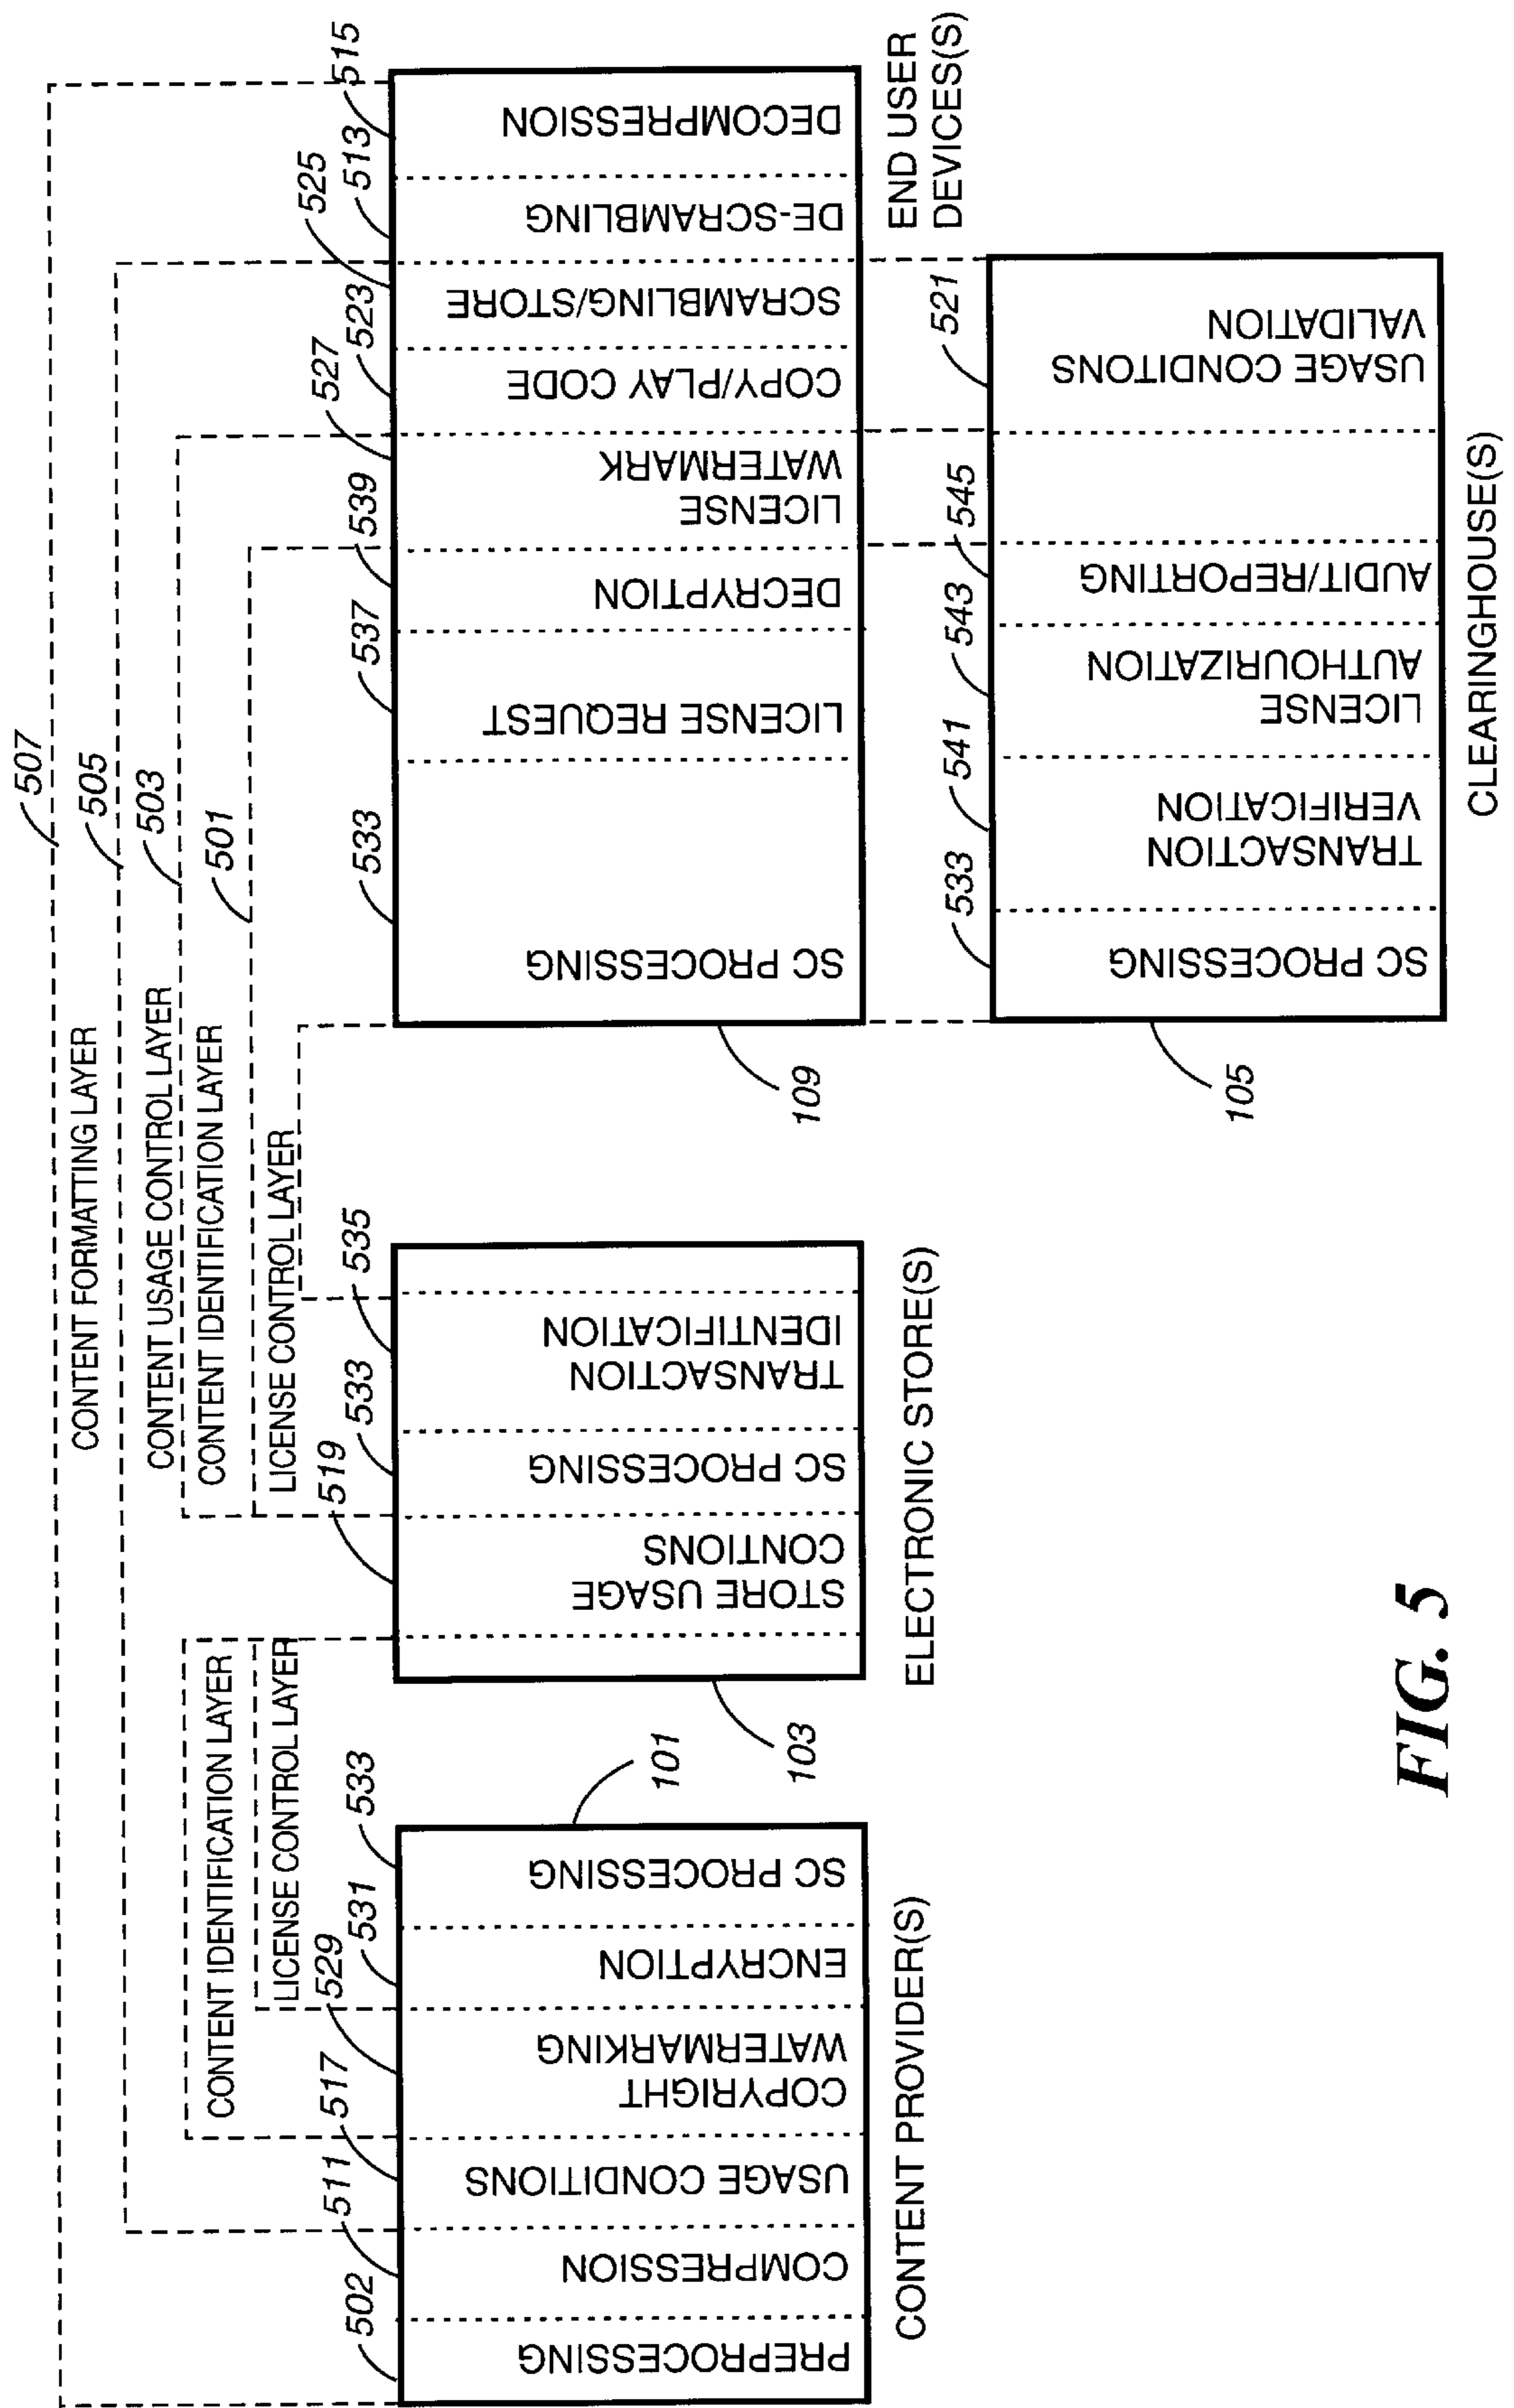 507
CONTENT FORMATTING LAYER
505
CONTENT USAGE CONTROL LAYER
503
CONTENT IDENTIFICATION LAYER
CONTENT IDENTIFICATION LAYER
501
LICENSE CONTROL LAYER
LICENSE CONTROL LAYER
502
511
517
529
531
533
PREPROCESSING
COMPRESSION
USAGE CONDITIONS
COPYRIGHT
WATERMARKING
ENCRYPTION
SC PROCESSING
101
CONTENT PROVIDER(S)
519
533
535
STORE USAGE
CONTIONS
SC PROCESSING
TRANSACTION
IDENTIFICATION
103
ELECTRONIC STORE(S)
533
537
539
527
523
525
513
515
SC PROCESSING
LICENSE REQUEST
DECRYPTION
LICENSE
WATERMARK
COPY/PLAY CODE
SCRAMBLING/STORE
DE-SCRAMBLING
DECOMPRESSION
109
END USER
DEVICES(S)
533
541
543
545
521
SC PROCESSING
TRANSACTION
VERIFICATION
LICENSE
AUTHOURIZATION
AUDIT/REPORTING
USAGE CONDITONS
VALIDATION
105
CLEARINGHOUSE(S)
FIG. 5